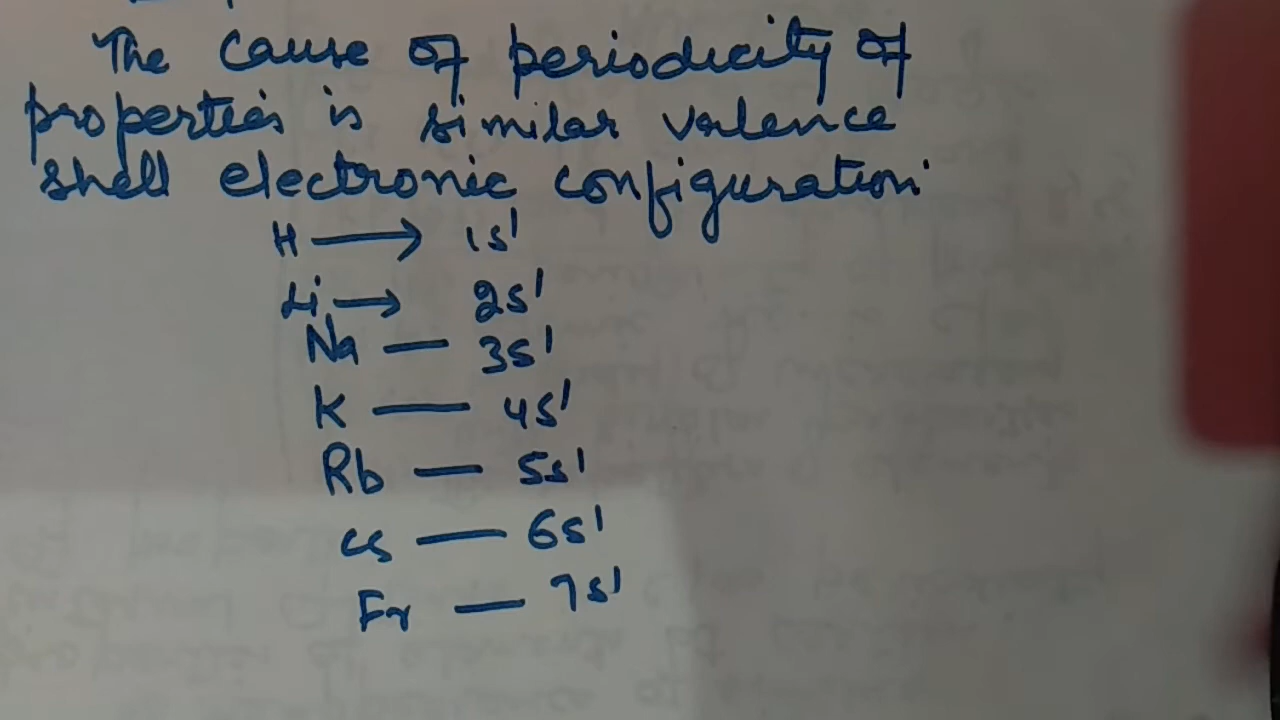 The cause of periodicity of
properties is similar valence
shell electronic configuration
H → 1s¹
Li → 2s¹
Na — 3s¹
K — 4s¹
Rb — 5s¹
Cs — 6s¹
Fr — 7s¹